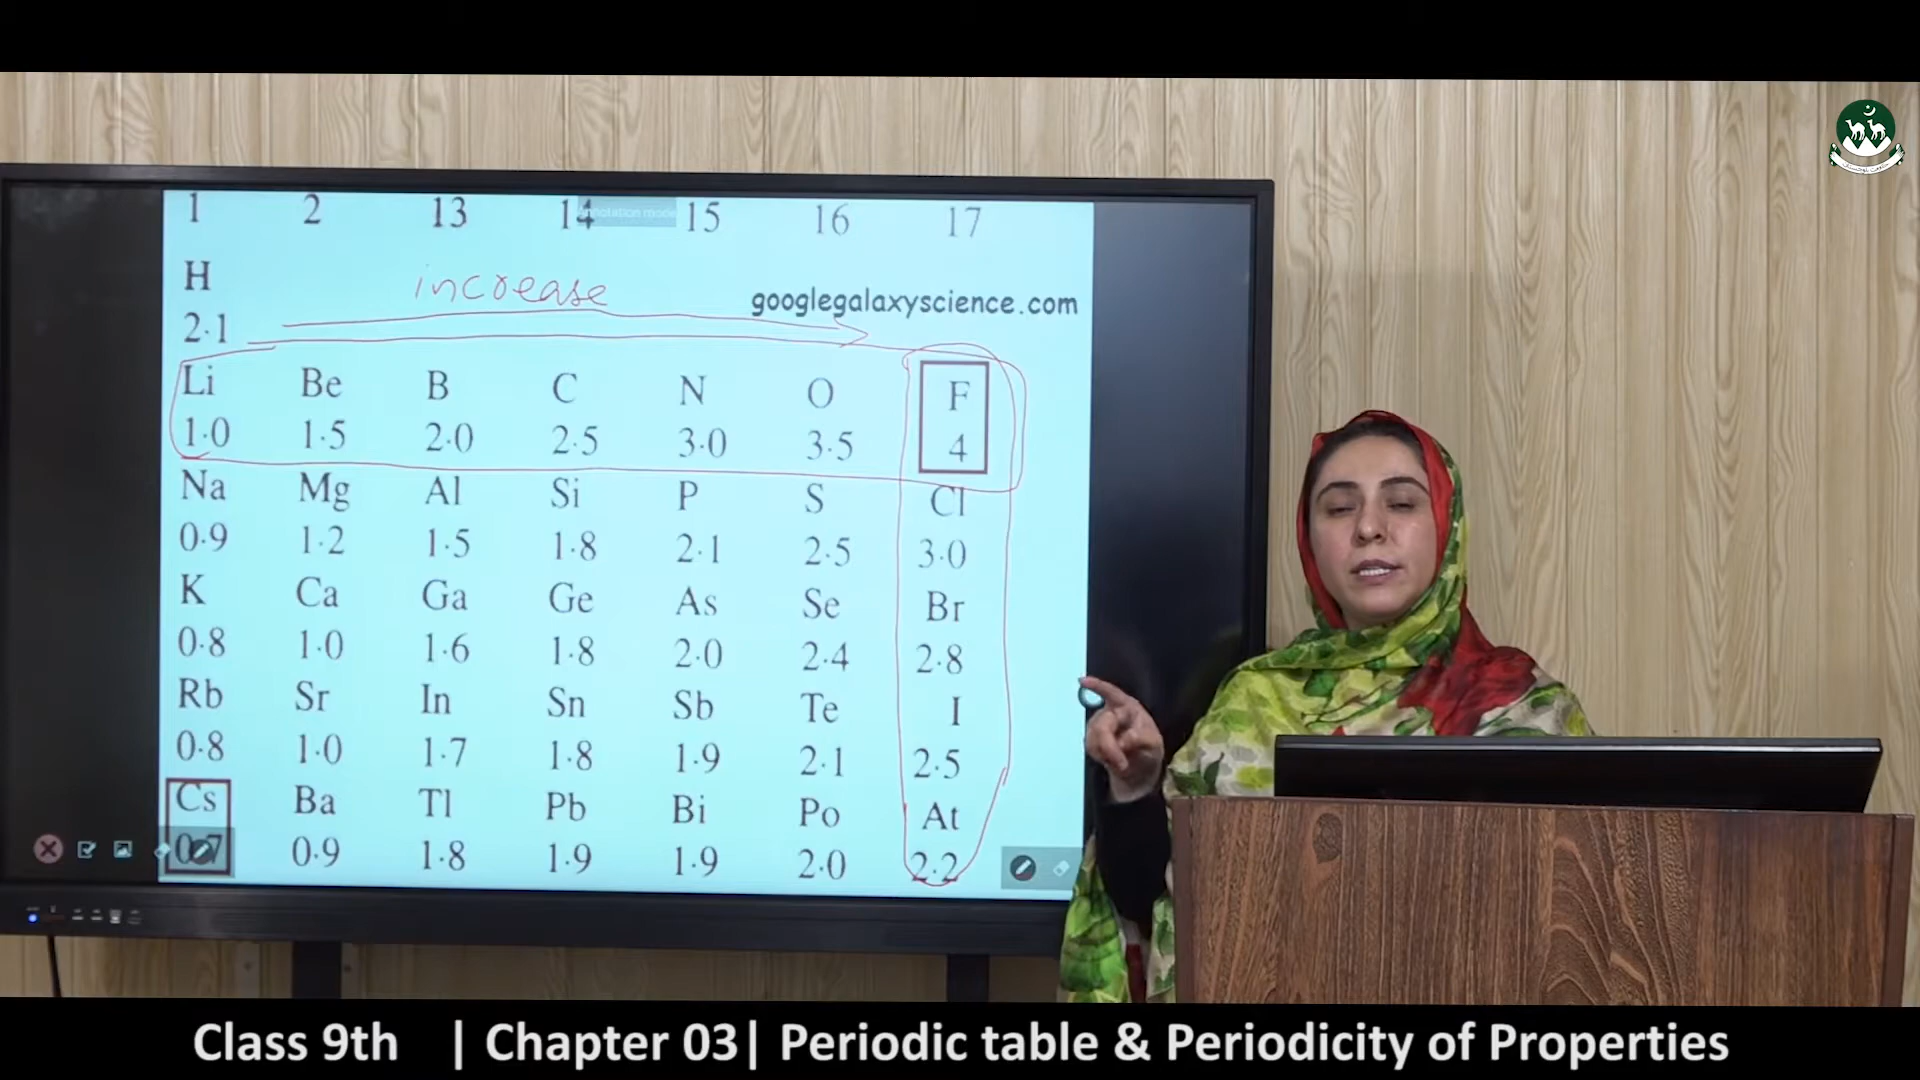 1 2 13 14 Annotation mode 15 16 17
H
increase
googlegalaxyscience.com
2·1
Li Be B C N O F
1·0 1·5 2·0 2·5 3·0 3·5 4
Na Mg Al Si P S Cl
0·9 1·2 1·5 1·8 2·1 2·5 3·0
K Ca Ga Ge As Se Br
0·8 1·0 1·6 1·8 2·0 2·4 2·8
Rb Sr In Sn Sb Te I
0·8 1·0 1·7 1·8 1·9 2·1 2·5
Cs Ba Tl Pb Bi Po At
0·7 0·9 1·8 1·9 1·9 2·0 2·2
Class 9th | Chapter 03| Periodic table & Periodicity of Properties